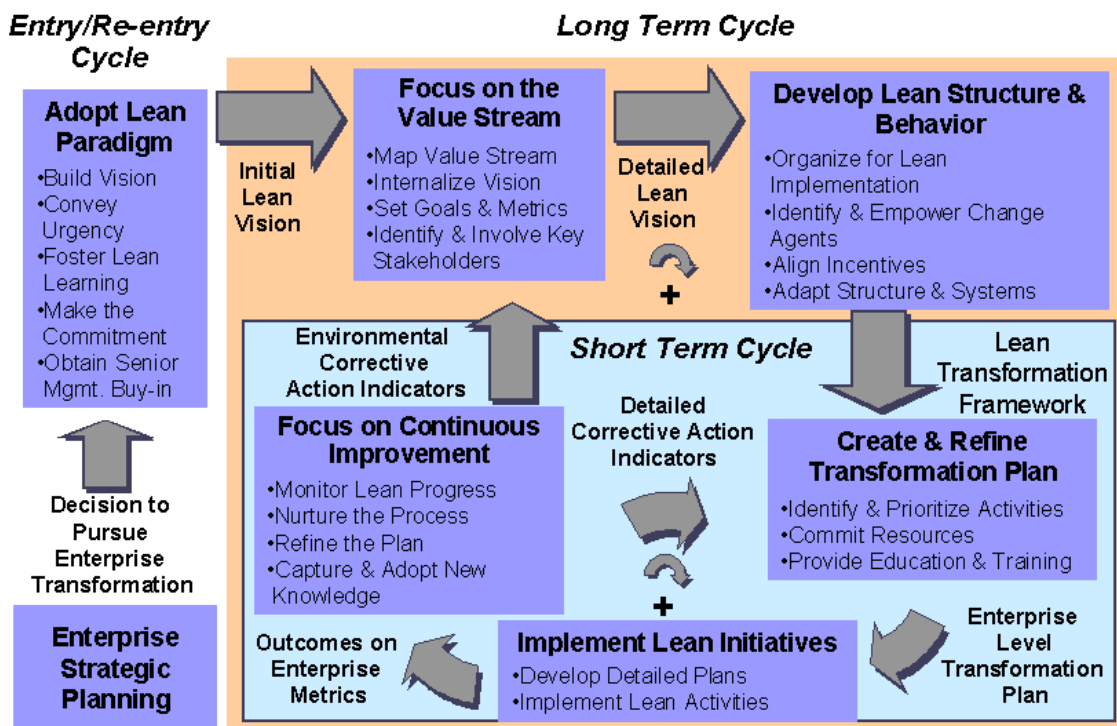 Entry/Re-entry
Cycle
Long Term Cycle
Adopt Lean
Paradigm
•Build Vision
•Convey
Urgency
•Foster Lean
Learning
•Make the
Commitment
•Obtain Senior
Mgmt. Buy-in
Initial
Lean
Vision
Focus on the
Value Stream
•Map Value Stream
•Internalize Vision
•Set Goals & Metrics
•Identify & Involve Key
Stakeholders
Detailed
Lean
Vision
+
Develop Lean Structure &
Behavior
•Organize for Lean
Implementation
•Identify & Empower Change
Agents
•Align Incentives
•Adapt Structure & Systems
Decision to
Pursue
Enterprise
Transformation
Enterprise
Strategic
Planning
Environmental
Corrective
Action Indicators
Short Term Cycle
Lean
Transformation
Framework
Focus on Continuous
Improvement
•Monitor Lean Progress
•Nurture the Process
•Refine the Plan
•Capture & Adopt New
Knowledge
Detailed
Corrective Action
Indicators
+
Create & Refine
Transformation Plan
•Identify & Prioritize Activities
•Commit Resources
•Provide Education & Training
Outcomes on
Enterprise
Metrics
Implement Lean Initiatives
•Develop Detailed Plans
•Implement Lean Activities
Enterprise
Level
Transformation
Plan